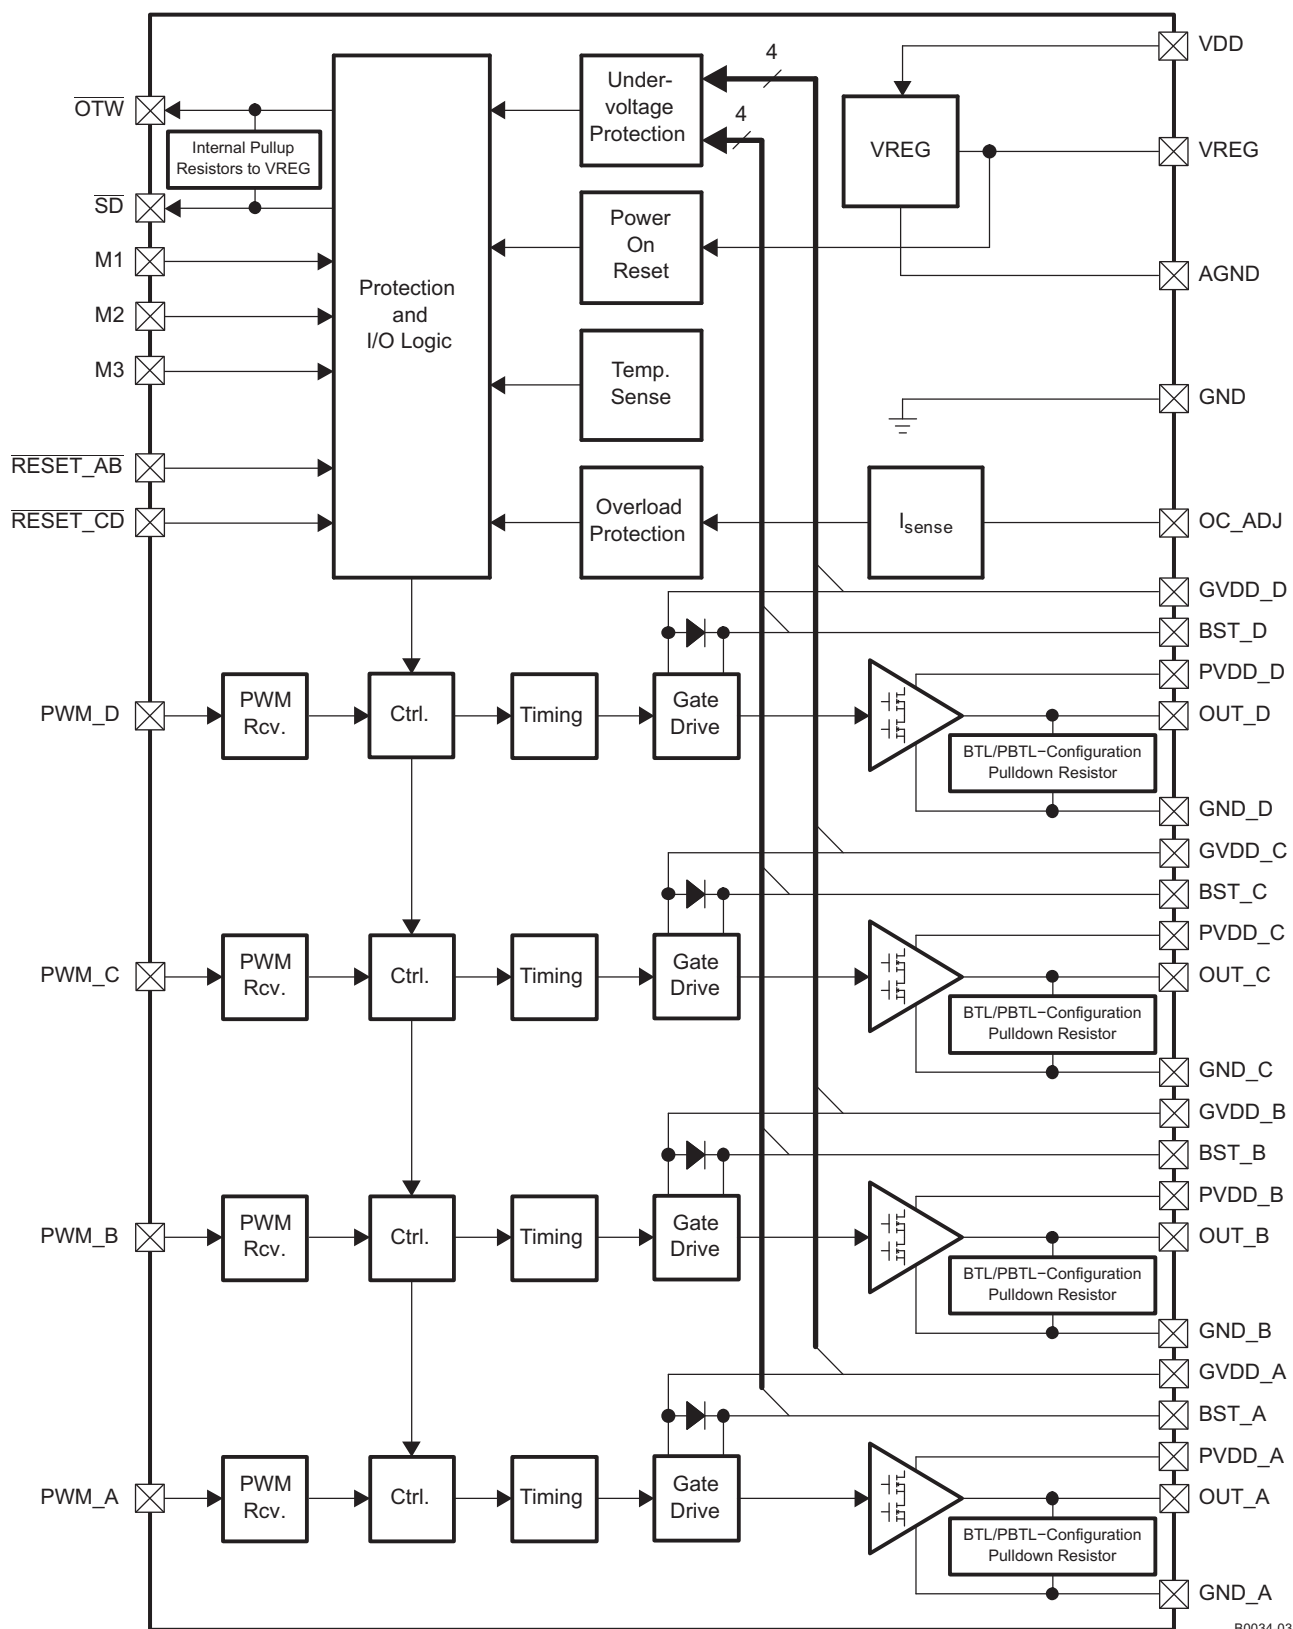 4
VDD
Under-
voltage
Protection
OTW
4
Internal Pullup
Resistors to VREG
VREG
VREG
SD
Power
On
Reset
M1
AGND
Protection
and
I/O Logic
M2
M3
Temp.
Sense
GND
RESET_AB
RESET_CD
Overload
Protection
Isense
OC_ADJ
GVDD_D
BST_D
PVDD_D
PWM_D
PWM
Rcv.
Ctrl.
Timing
Gate
Drive
OUT_D
BTL/PBTL−Configuration
Pulldown Resistor
GND_D
GVDD_C
BST_C
PVDD_C
PWM_C
PWM
Rcv.
Ctrl.
Timing
Gate
Drive
OUT_C
BTL/PBTL−Configuration
Pulldown Resistor
GND_C
GVDD_B
BST_B
PVDD_B
PWM_B
PWM
Rcv.
Ctrl.
Timing
Gate
Drive
OUT_B
BTL/PBTL−Configuration
Pulldown Resistor
GND_B
GVDD_A
BST_A
PVDD_A
PWM_A
PWM
Rcv.
Ctrl.
Timing
Gate
Drive
OUT_A
BTL/PBTL−Configuration
Pulldown Resistor
GND_A
B0034-03